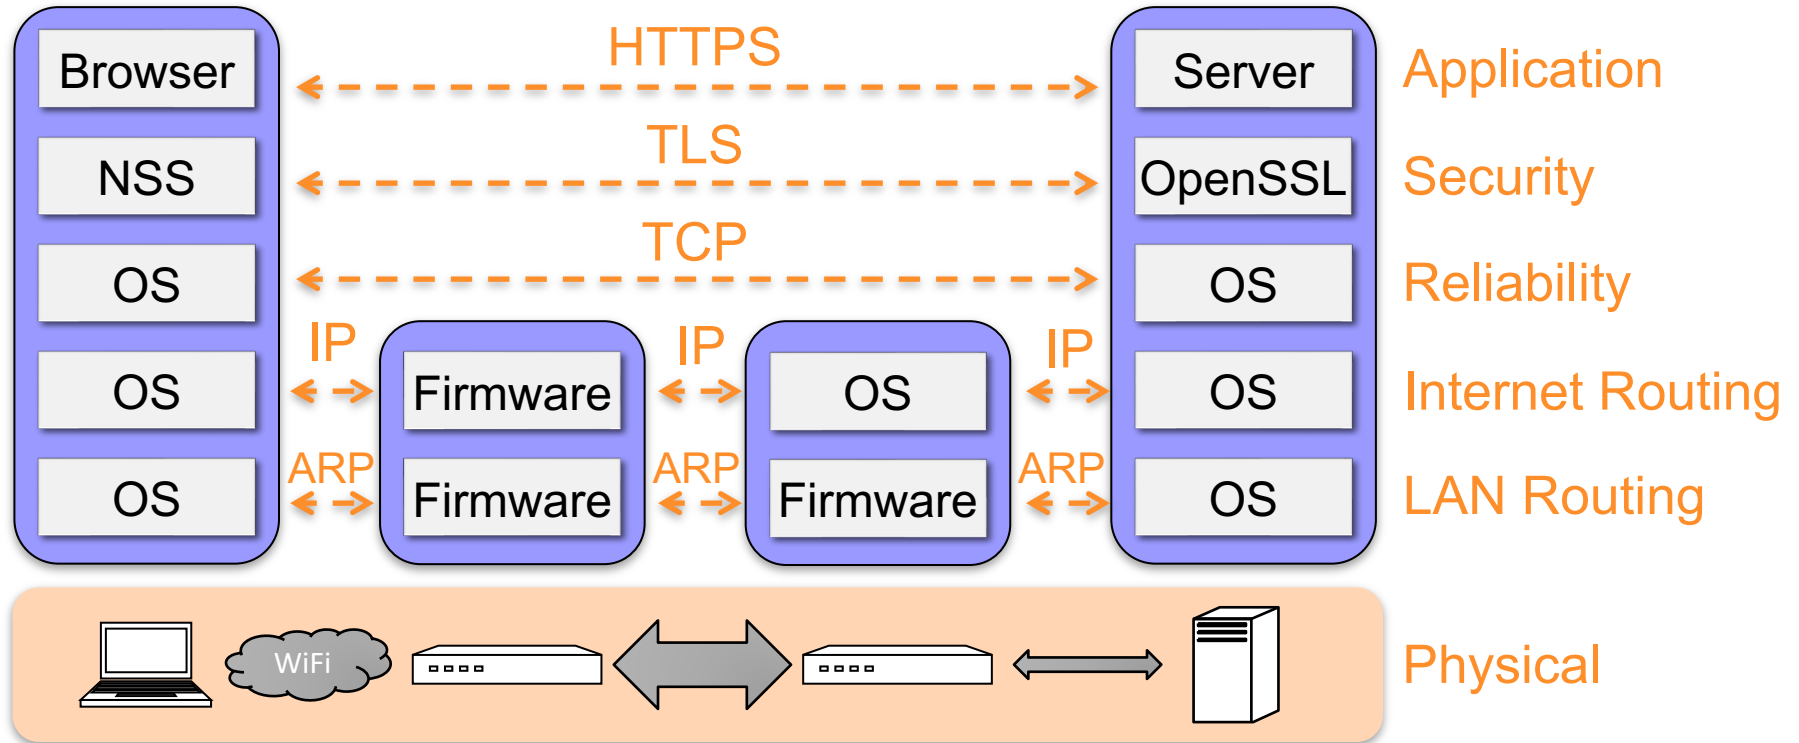 HTTPS
Browser
Server
Application
TLS
NSS
OpenSSL
Security
TCP
OS
OS
Reliability
IP
IP
IP
OS
Firmware
OS
OS
Internet Routing
ARP
ARP
ARP
OS
Firmware
Firmware
OS
LAN Routing
WiFi
Physical